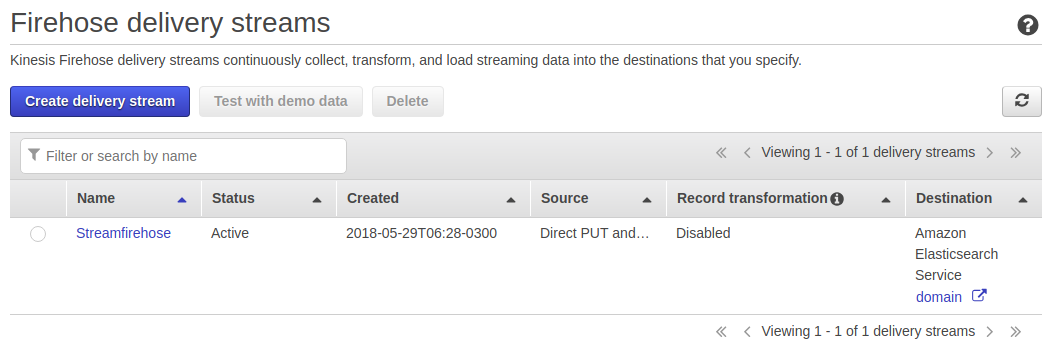 Firehose delivery streams
Kinesis Firehose delivery streams continuously collect, transform, and load streaming data into the destinations that you specify.
Create delivery stream Test with demo data Delete
Filter or search by name Viewing 1 - 1 of 1 delivery streams
Name Status Created Source Record transformation Destination
Streamfirehose Active 2018-05-29T06:28-0300 Direct PUT and… Disabled Amazon
Elasticsearch
Service
domain
Viewing 1 - 1 of 1 delivery streams